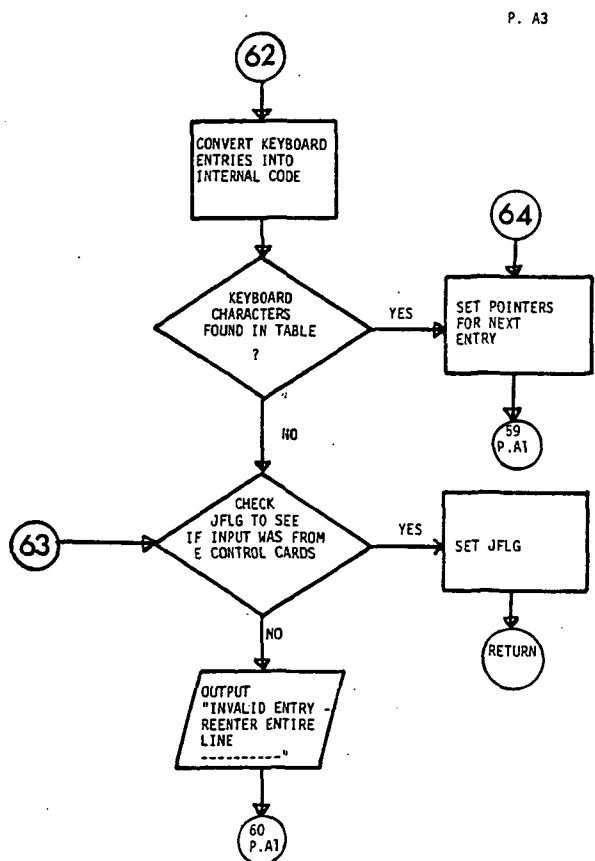 P. A3
62
CONVERT KEYBOARD
ENTRIES INTO
INTERNAL CODE
64
KEYBOARD
CHARACTERS
FOUND IN TABLE
?
YES
SET POINTERS
FOR NEXT
ENTRY
59
P.A1
NO
63
CHECK
JFLG TO SEE
IF INPUT WAS FROM
E CONTROL CARDS
YES
SET JFLG
RETURN
NO
OUTPUT
"INVALID ENTRY -
REENTER ENTIRE
LINE
----------"
60
P.A1